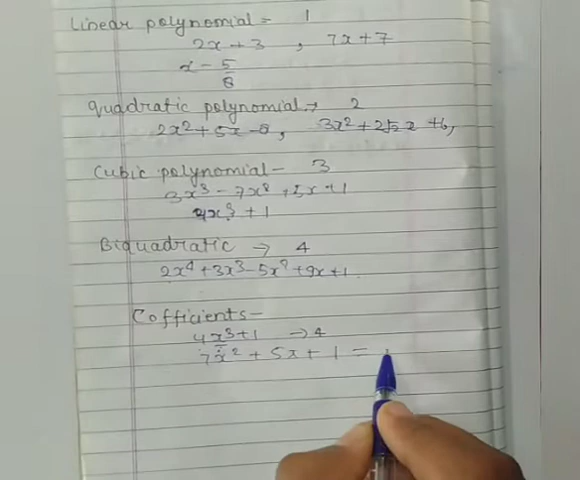 Linear polynomial = 1
2x + 3 , 7x + 7
x - 5/8
quadratic polynomial → 2
2x² + 5x - 8 , 3x² + 2√2 x + 6,
Cubic polynomial - 3
3x³ - 7x² + 5x + 1
4x³ + 1
Biquadratic → 4
2x⁴ + 3x³ - 5x² + 9x + 1
Cofficients -
4x³ + 1 → 4
7x² + 5x + 1 =